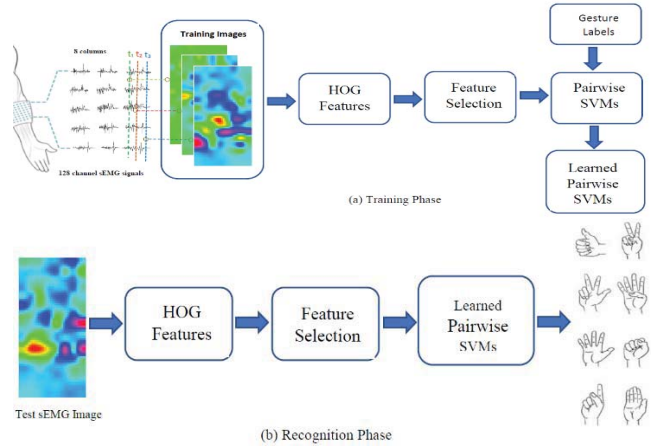 8 columns
t₁ t₂ t₃
Training Images
128 channel sEMG signals
HOG
Features
Feature
Selection
Gesture
Labels
Pairwise
SVMs
Learned
Pairwise
SVMs
(a) Training Phase
Test sEMG Image
HOG
Features
Feature
Selection
Learned
Pairwise
SVMs
(b) Recognition Phase